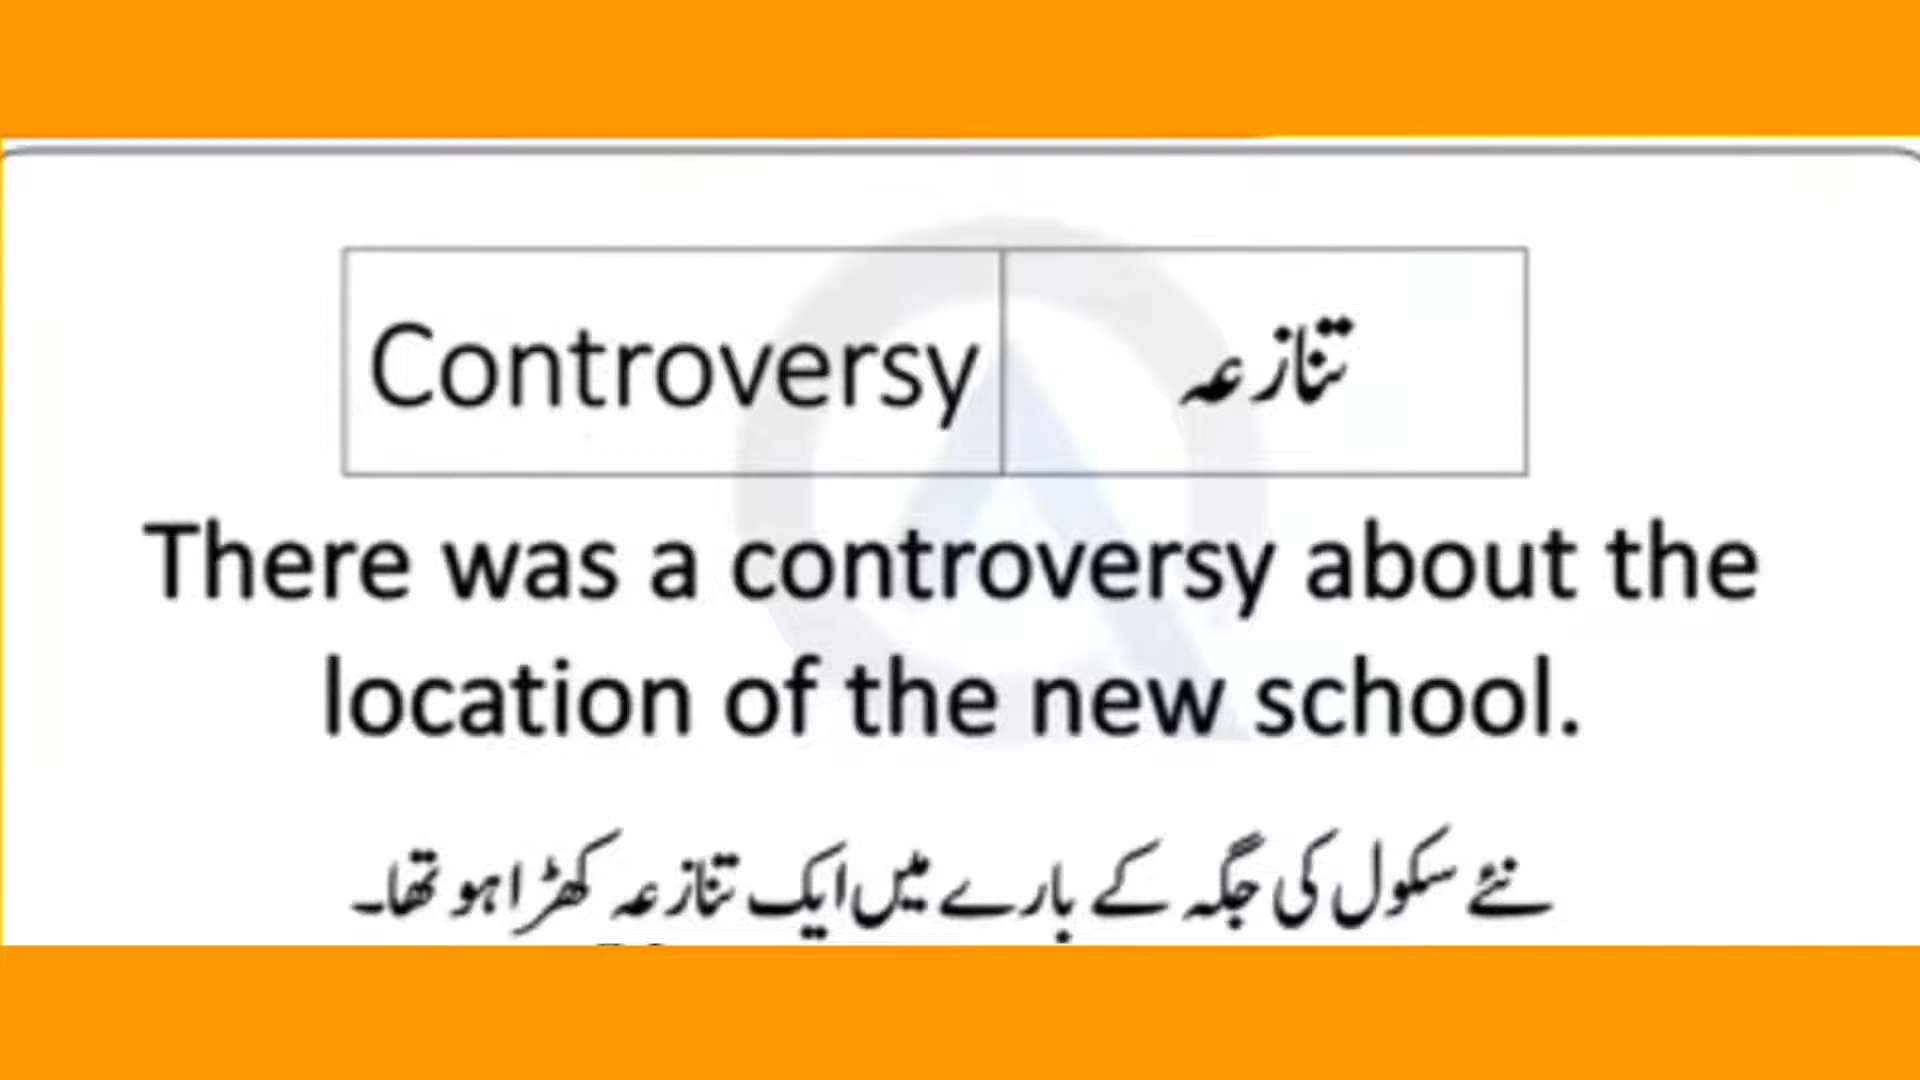 Controversy
تنازعہ
There was a controversy about the
location of the new school.
نئے سکول کی جگہ کے بارے میں ایک تنازعہ کھڑا ہو تھا۔